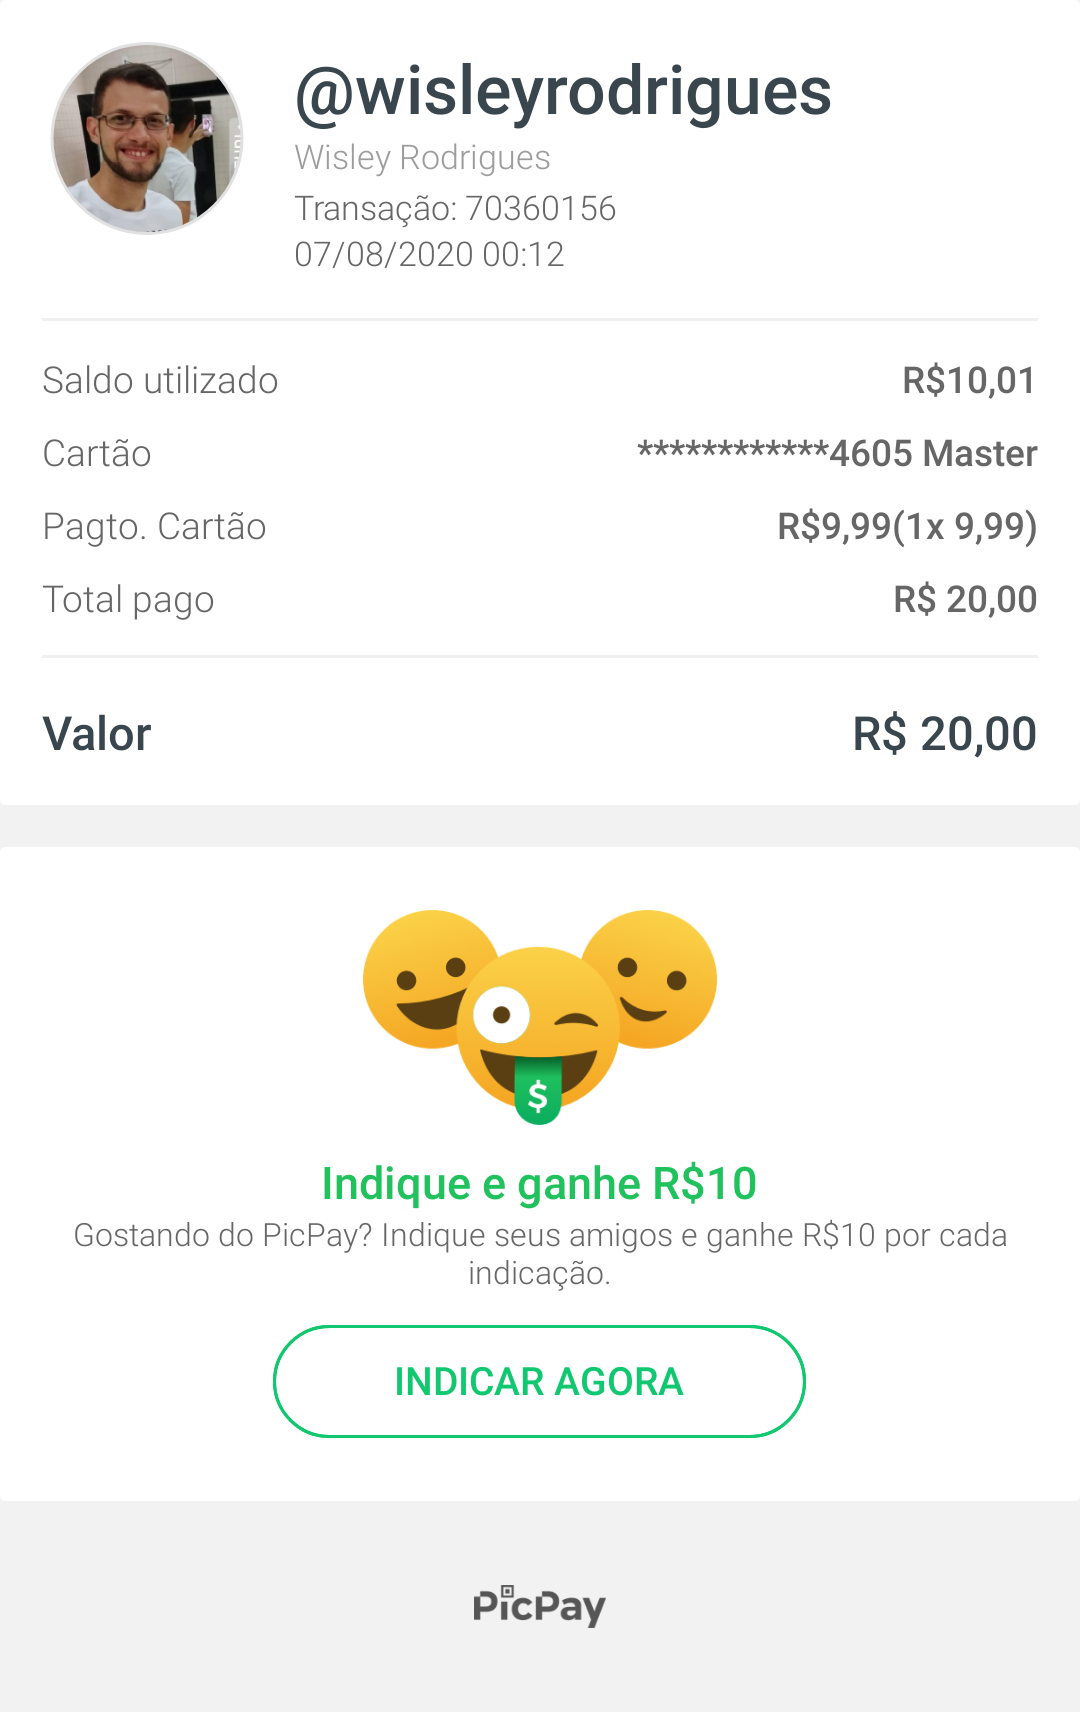 @wisleyrodrigues
Wisley Rodrigues
Transação: 70360156
07/08/2020 00:12
Saldo utilizado R$10,01
Cartão ************4605 Master
Pagto. Cartão R$9,99(1x 9,99)
Total pago R$ 20,00
Valor R$ 20,00
$
Indique e ganhe R$10
Gostando do PicPay? Indique seus amigos e ganhe R$10 por cada
indicação.
INDICAR AGORA
PicPay